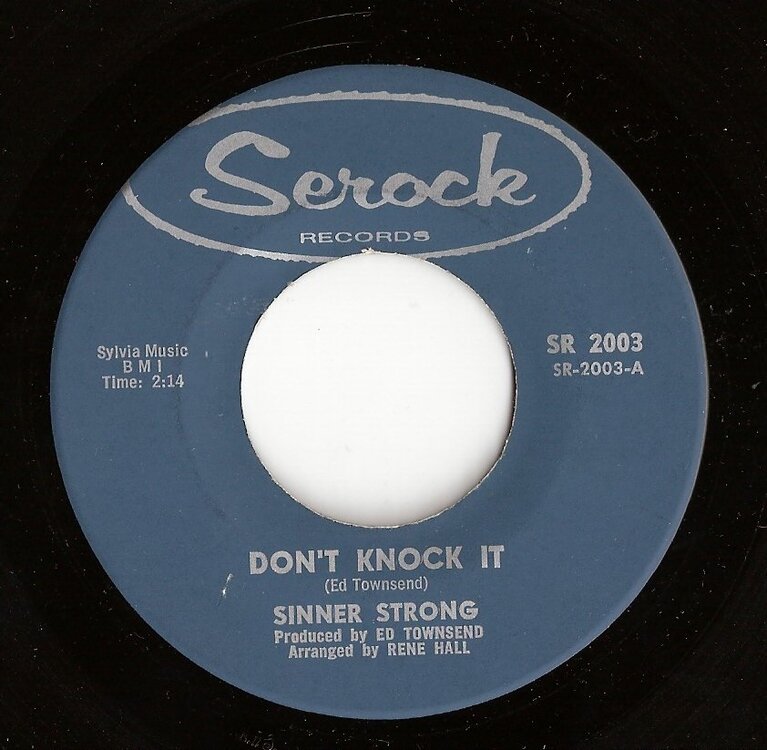 Serock
RECORDS
Sylvia Music
B M I
Time: 2:14
SR 2003
SR-2003-A
DON'T KNOCK IT
(Ed Townsend)
SINNER STRONG
Produced by ED TOWNSEND
Arranged by RENE HALL